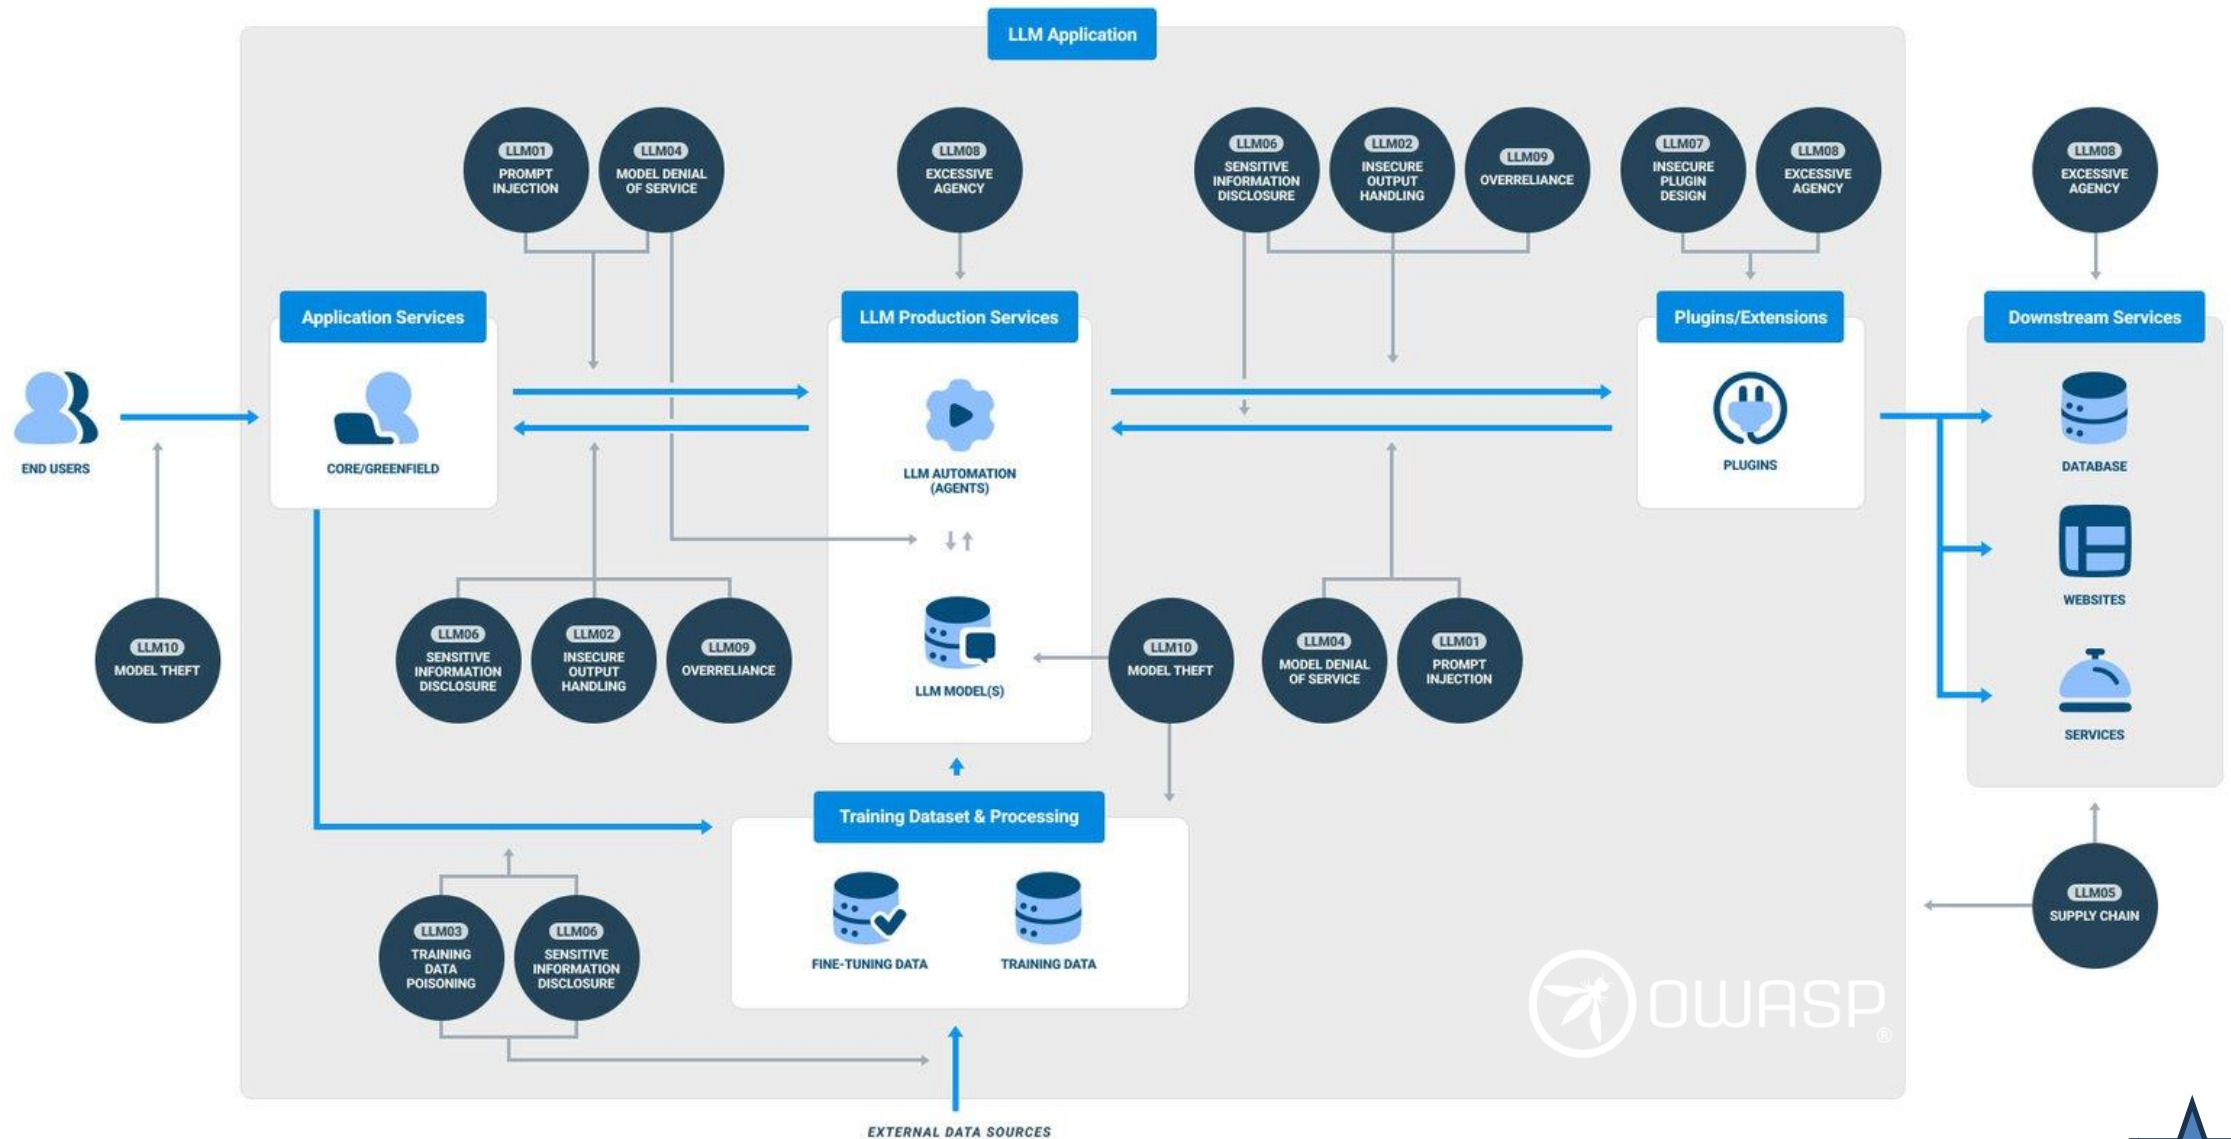 LLM Application
LLM01
PROMPT
INJECTION
LLM04
MODEL DENIAL
OF SERVICE
LLM08
EXCESSIVE
AGENCY
LLM06
SENSITIVE
INFORMATION
DISCLOSURE
LLM02
INSECURE
OUTPUT
HANDLING
LLM09
OVERRELIANCE
LLM07
INSECURE
PLUGIN
DESIGN
LLM08
EXCESSIVE
AGENCY
LLM08
EXCESSIVE
AGENCY
Application Services
LLM Production Services
Plugins/Extensions
Downstream Services
END USERS
CORE/GREENFIELD
LLM AUTOMATION
(AGENTS)
PLUGINS
DATABASE
WEBSITES
LLM10
MODEL THEFT
LLM06
SENSITIVE
INFORMATION
DISCLOSURE
LLM02
INSECURE
OUTPUT
HANDLING
LLM09
OVERRELIANCE
LLM MODEL(S)
LLM10
MODEL THEFT
LLM04
MODEL DENIAL
OF SERVICE
LLM01
PROMPT
INJECTION
SERVICES
Training Dataset & Processing
FINE-TUNING DATA
TRAINING DATA
LLM03
TRAINING
DATA
POISONING
LLM06
SENSITIVE
INFORMATION
DISCLOSURE
LLM05
SUPPLY CHAIN
OWASP®
EXTERNAL DATA SOURCES